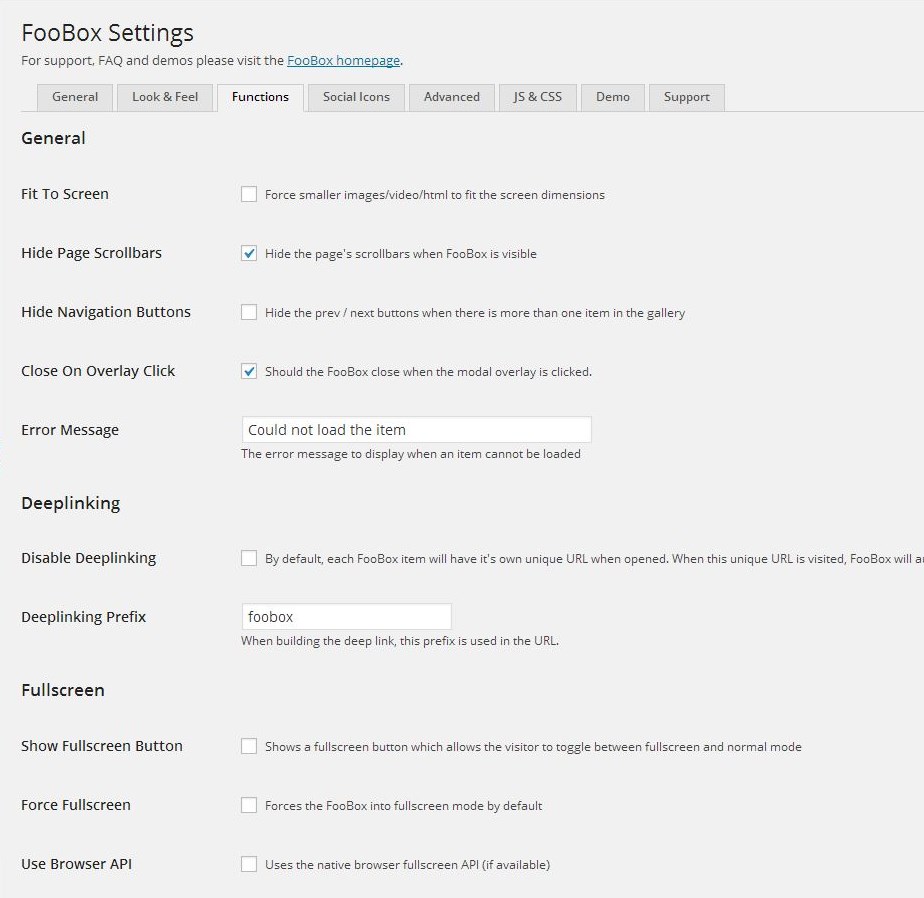 FooBox Settings
For support, FAQ and demos please visit the FooBox homepage.
General Look & Feel Functions Social Icons Advanced JS & CSS Demo Support
General
Fit To Screen Force smaller images/video/html to fit the screen dimensions
Hide Page Scrollbars Hide the page's scrollbars when FooBox is visible
Hide Navigation Buttons Hide the prev / next buttons when there is more than one item in the gallery
Close On Overlay Click Should the FooBox close when the modal overlay is clicked.
Error Message Could not load the item
The error message to display when an item cannot be loaded
Deeplinking
Disable Deeplinking By default, each FooBox item will have it's own unique URL when opened. When this unique URL is visited, FooBox will
Deeplinking Prefix foobox
When building the deep link, this prefix is used in the URL.
Fullscreen
Show Fullscreen Button Shows a fullscreen button which allows the visitor to toggle between fullscreen and normal mode
Force Fullscreen Forces the FooBox into fullscreen mode by default
Use Browser API Uses the native browser fullscreen API (if available)